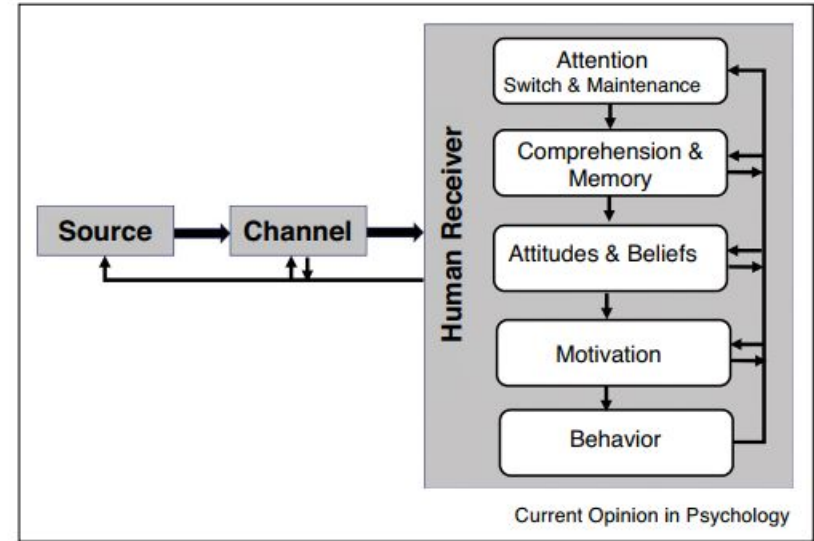 Source
Channel
Human Receiver
Attention
Switch & Maintenance
Comprehension &
Memory
Attitudes & Beliefs
Motivation
Behavior
Current Opinion in Psychology